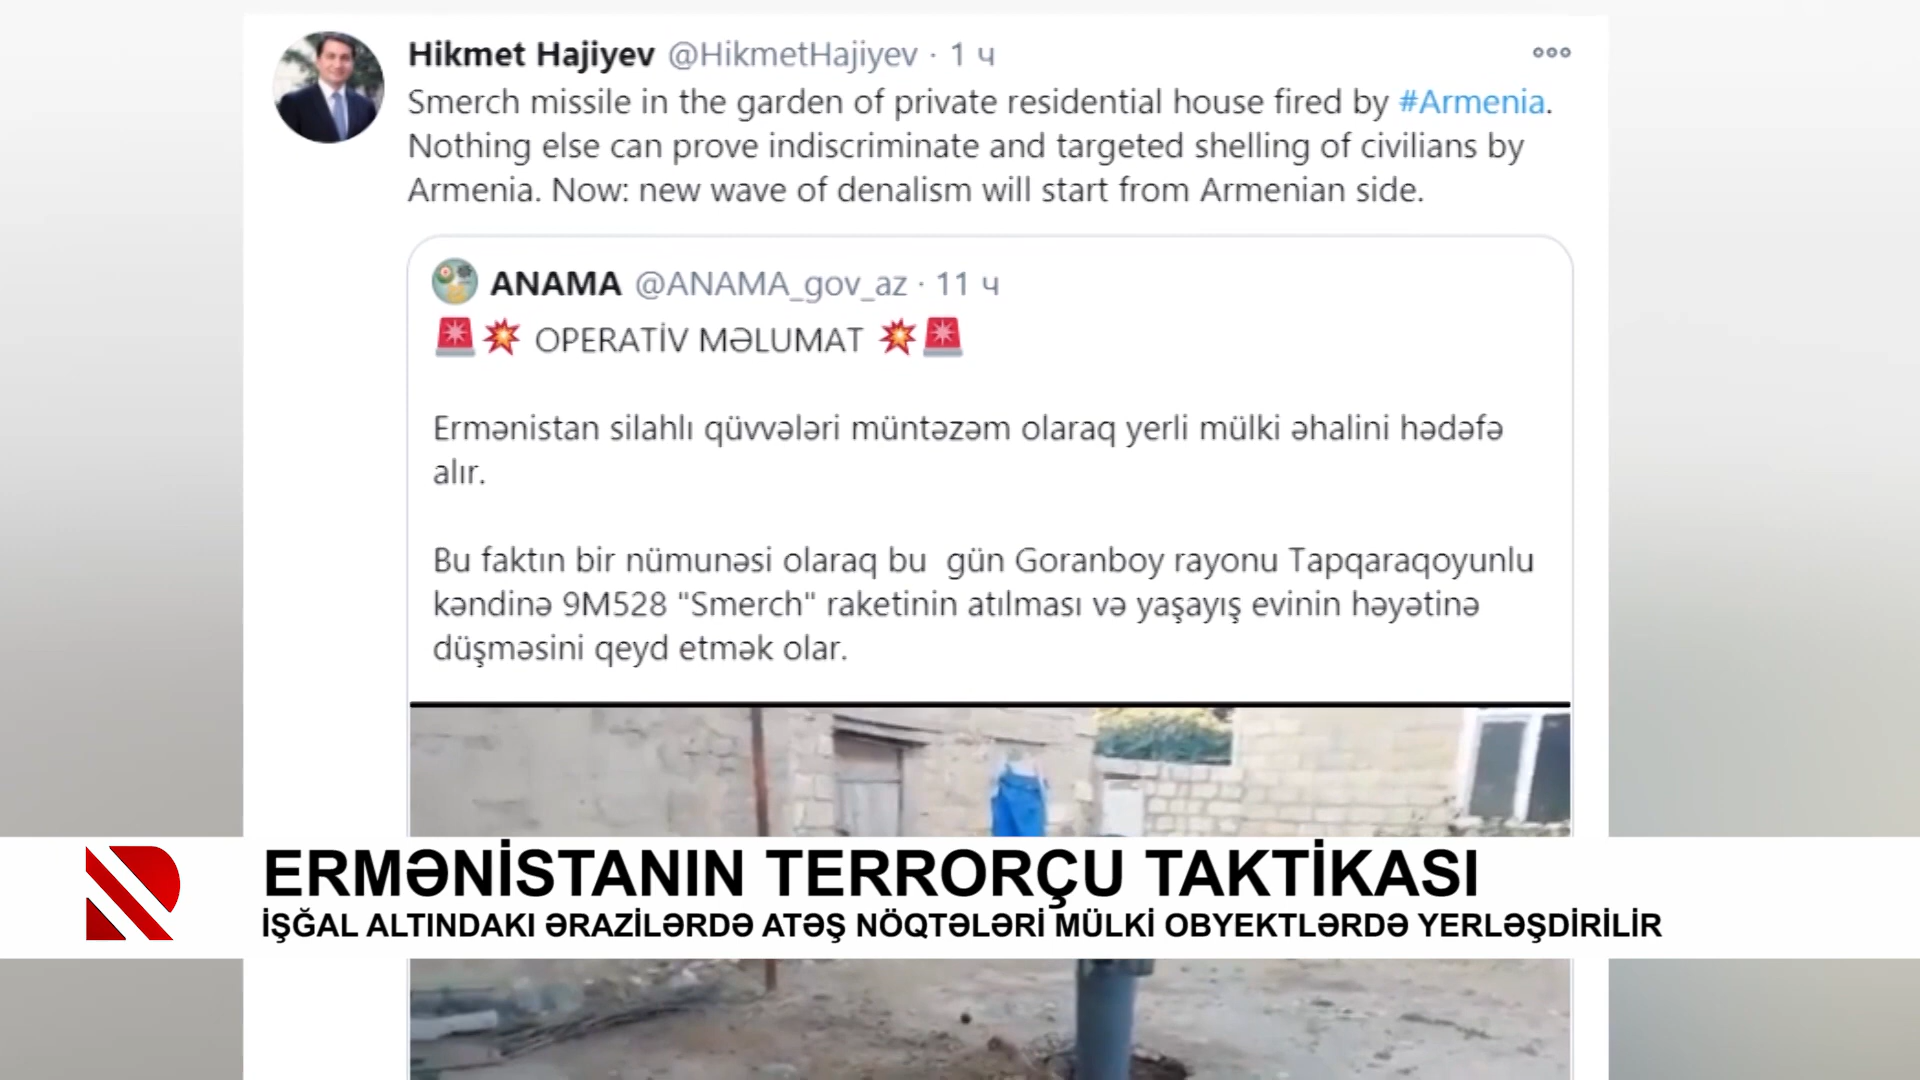 Hikmet Hajiyev @HikmetHajiyev · 1 ч
Smerch missile in the garden of private residential house fired by #Armenia.
Nothing else can prove indiscriminate and targeted shelling of civilians by
Armenia. Now: new wave of denalism will start from Armenian side.
ANAMA @ANAMA_gov_az · 11 ч
🚨💥 OPERATİV MƏLUMAT 💥🚨
Ermənistan silahlı qüvvələri müntəzəm olaraq yerli mülki əhalini hədəfə
alır.
Bu faktın bir nümunəsi olaraq bu gün Goranboy rayonu Tapqaraqoyunlu
kəndinə 9M528 "Smerch" raketinin atılması və yaşayış evinin həyətinə
düşməsini qeyd etmək olar.
ERMƏNİSTANIN TERRORÇU TAKTİKASI
İŞĞAL ALTINDAKI ƏRAZİLƏRDƏ ATƏŞ NÖQTƏLƏRİ MÜLKİ OBYEKTLƏRDƏ YERLƏŞDİRİLİR